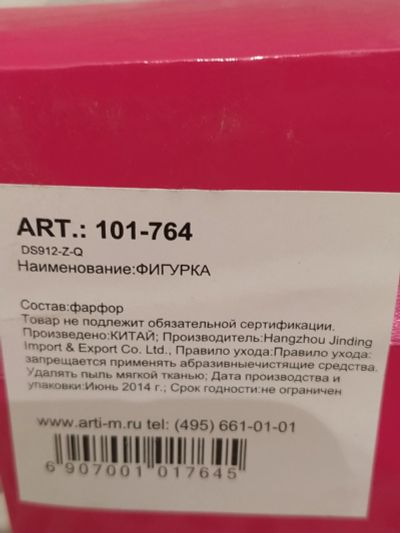 ART.: 101-764
DS912-Z-Q
Наименование:ФИГУРКА
Состав:фарфор
Товар не подлежит обязательной сертификации.
Произведено:КИТАЙ; Производитель:Hangzhou Jinding
Import & Export Co. Ltd., Правило ухода:Правило ухода:
запрещается применять абразивныечистящие средства.
Удалять пыль мягкой тканью; Дата производства и
упаковки:Июнь 2014 г.; Срок годности:не ограничен
www.arti-m.ru tel: (495) 661-01-01
6 907001 017645